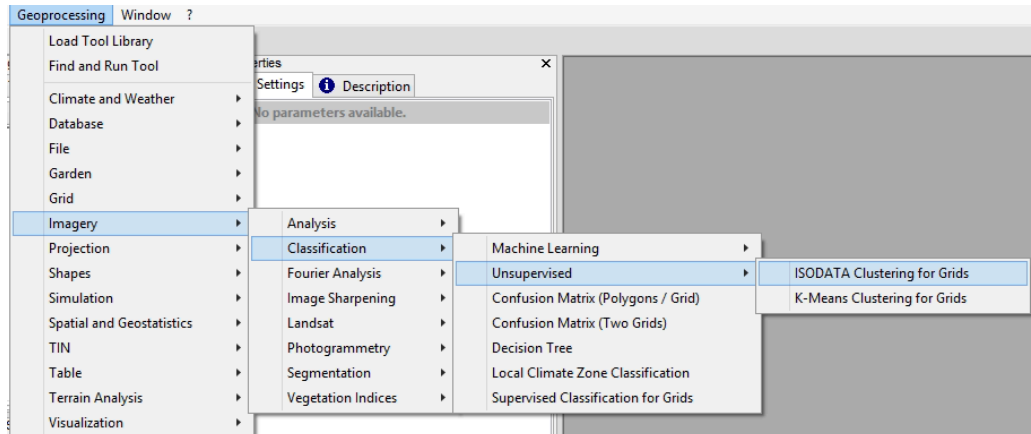 Geoprocessing Window ?
Load Tool Library
Find and Run Tool
erties
Settings Description
No parameters available.
Climate and Weather
Database
File
Garden
Grid
Imagery
Projection
Shapes
Simulation
Spatial and Geostatistics
TIN
Table
Terrain Analysis
Visualization
Analysis
Classification
Fourier Analysis
Image Sharpening
Landsat
Photogrammetry
Segmentation
Vegetation Indices
Machine Learning
Unsupervised
Confusion Matrix (Polygons / Grid)
Confusion Matrix (Two Grids)
Decision Tree
Local Climate Zone Classification
Supervised Classification for Grids
ISODATA Clustering for Grids
K-Means Clustering for Grids